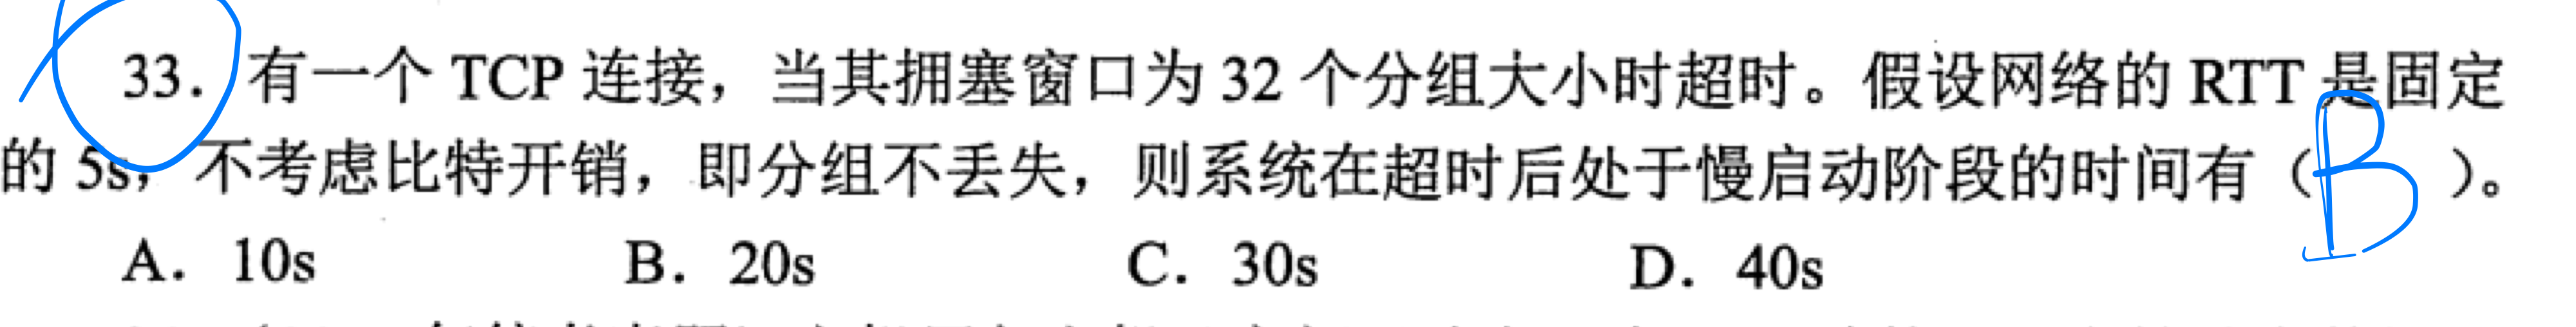 33. 有一个 TCP 连接，当其拥塞窗口为 32 个分组大小时超时。假设网络的 RTT 是固定
的 5s，不考虑比特开销，即分组不丢失，则系统在超时后处于慢启动阶段的时间有（ B ）。
A. 10s B. 20s C. 30s D. 40s